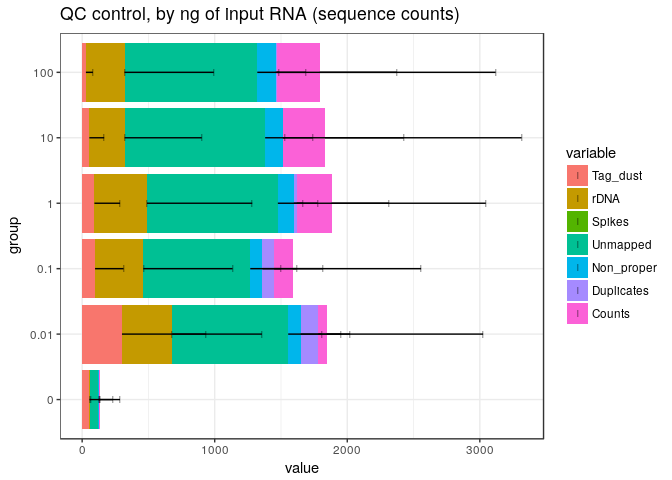 QC control, by ng of input RNA (sequence counts)
group
100
10
1
0.1
0.01
0
0 1000 2000 3000
value
variable
Tag_dust
rDNA
Spikes
Unmapped
Non_proper
Duplicates
Counts